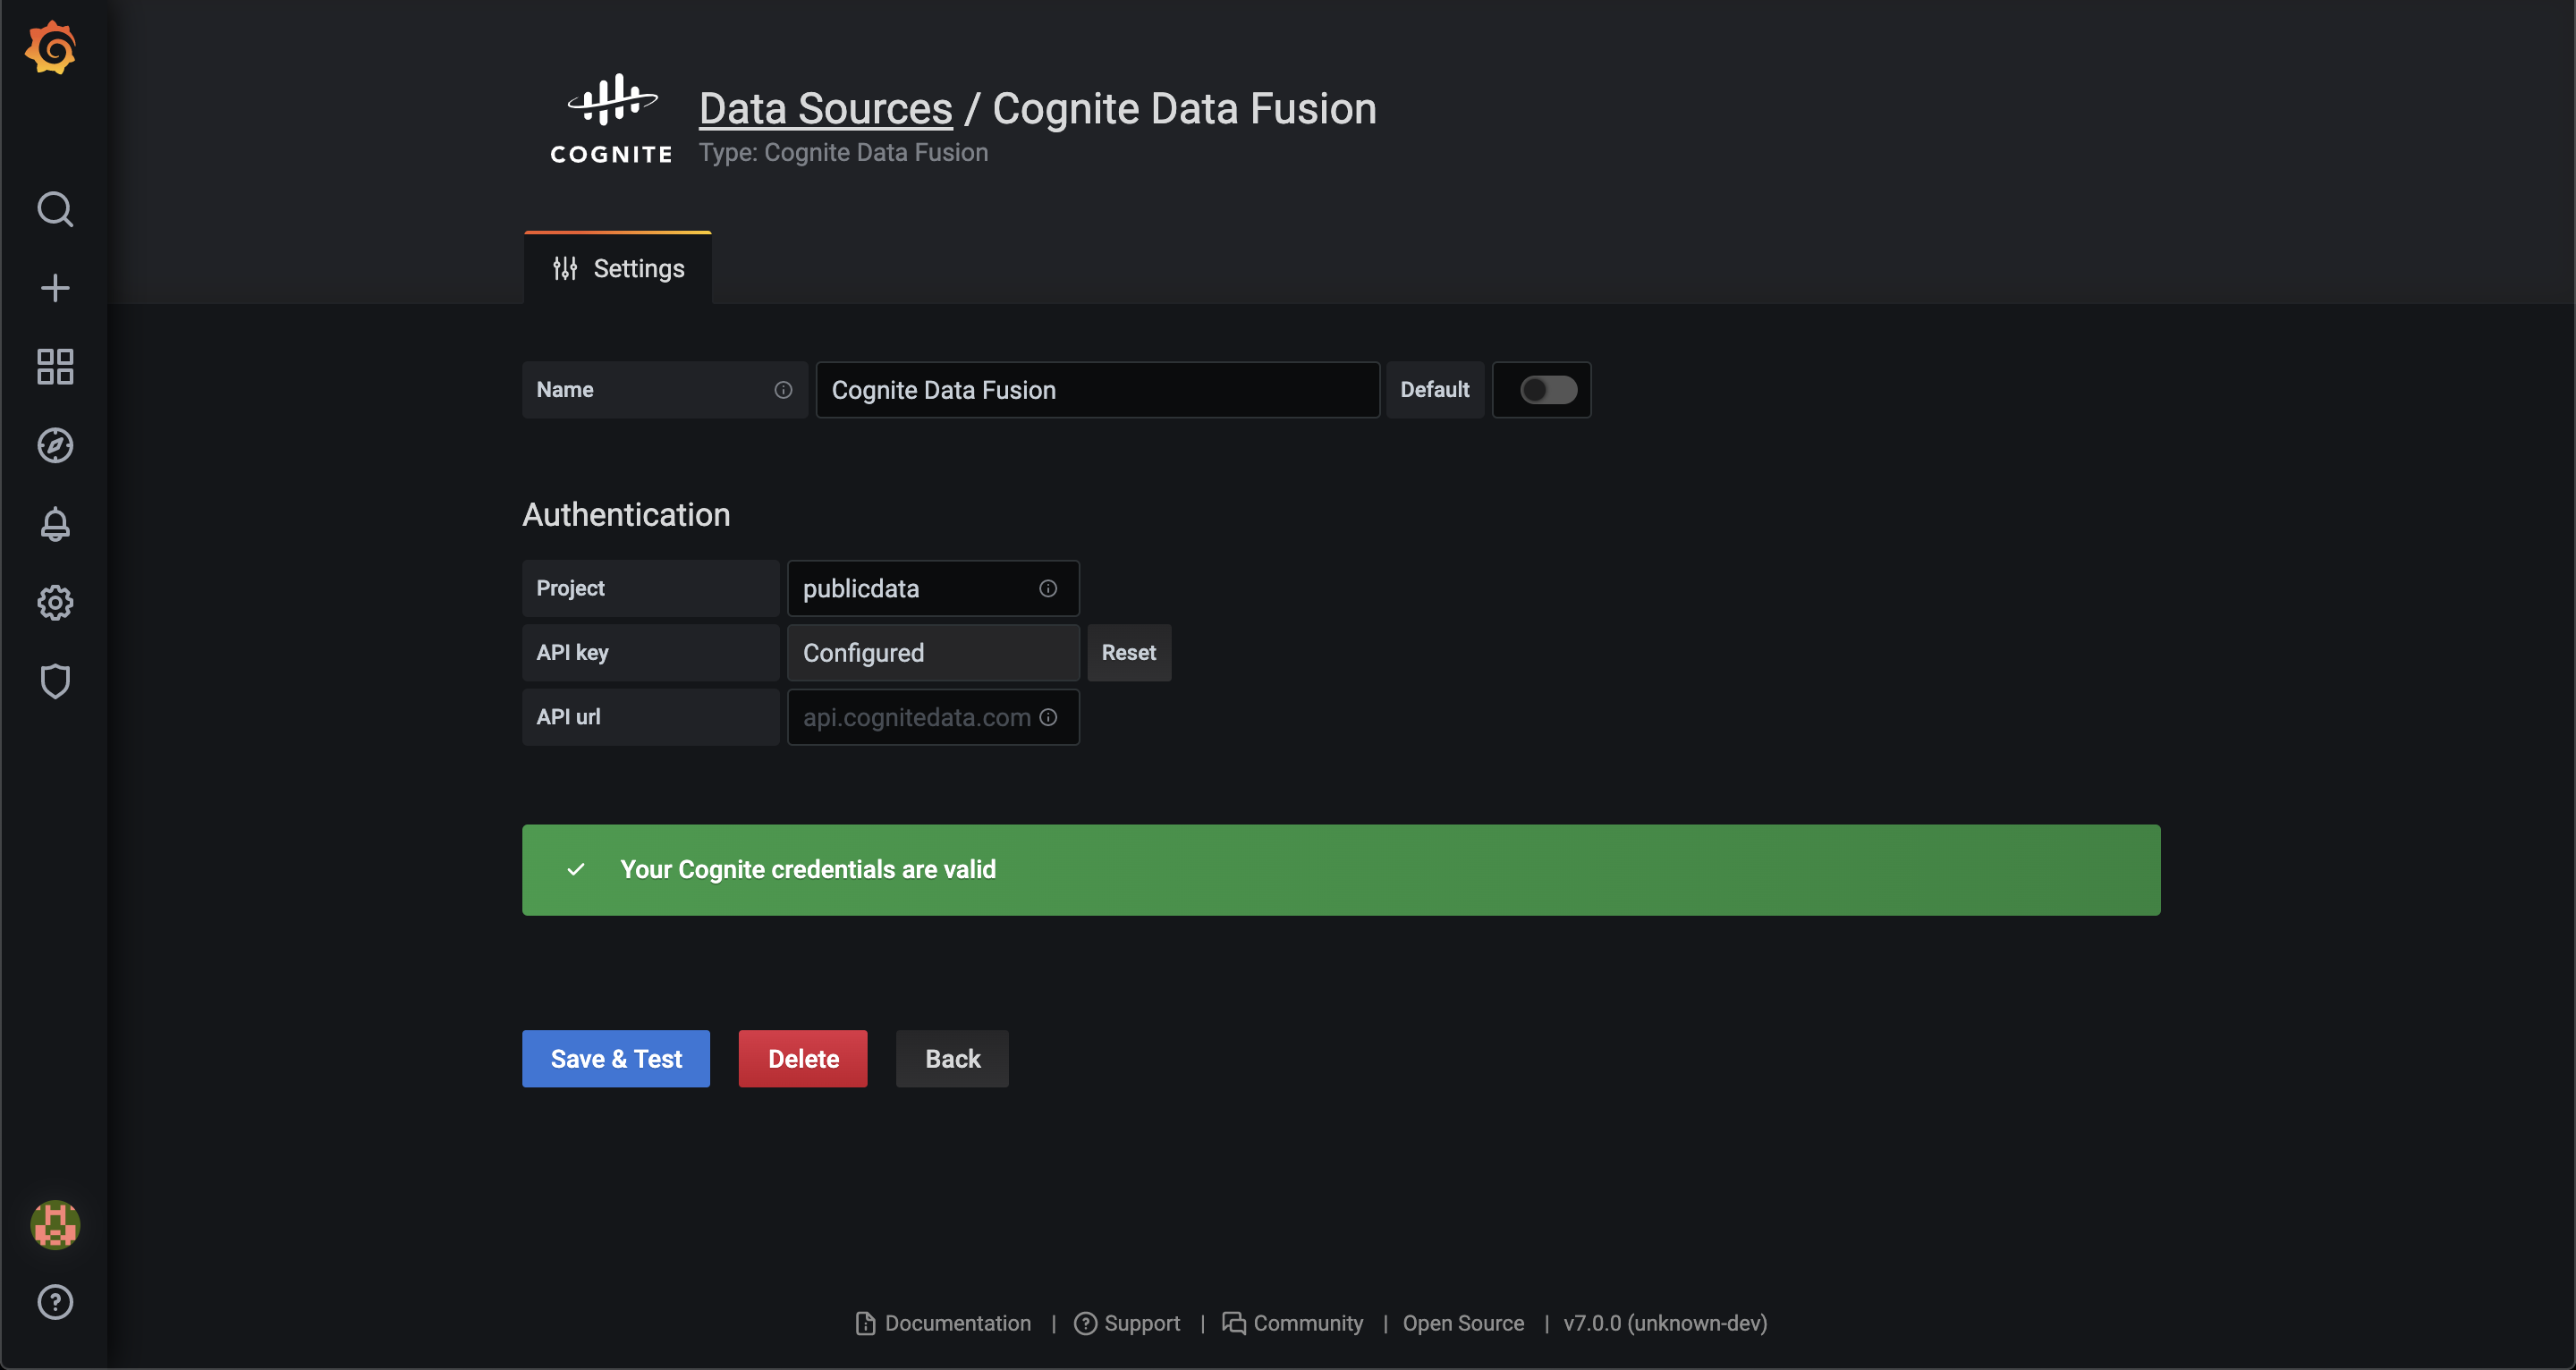 COGNITE
Data Sources / Cognite Data Fusion
Type: Cognite Data Fusion
Settings
Name Cognite Data Fusion Default
Authentication
Project publicdata
API key Configured Reset
API url api.cognitedata.com
Your Cognite credentials are valid
Save & Test Delete Back
Documentation | Support | Community | Open Source | v7.0.0 (unknown-dev)